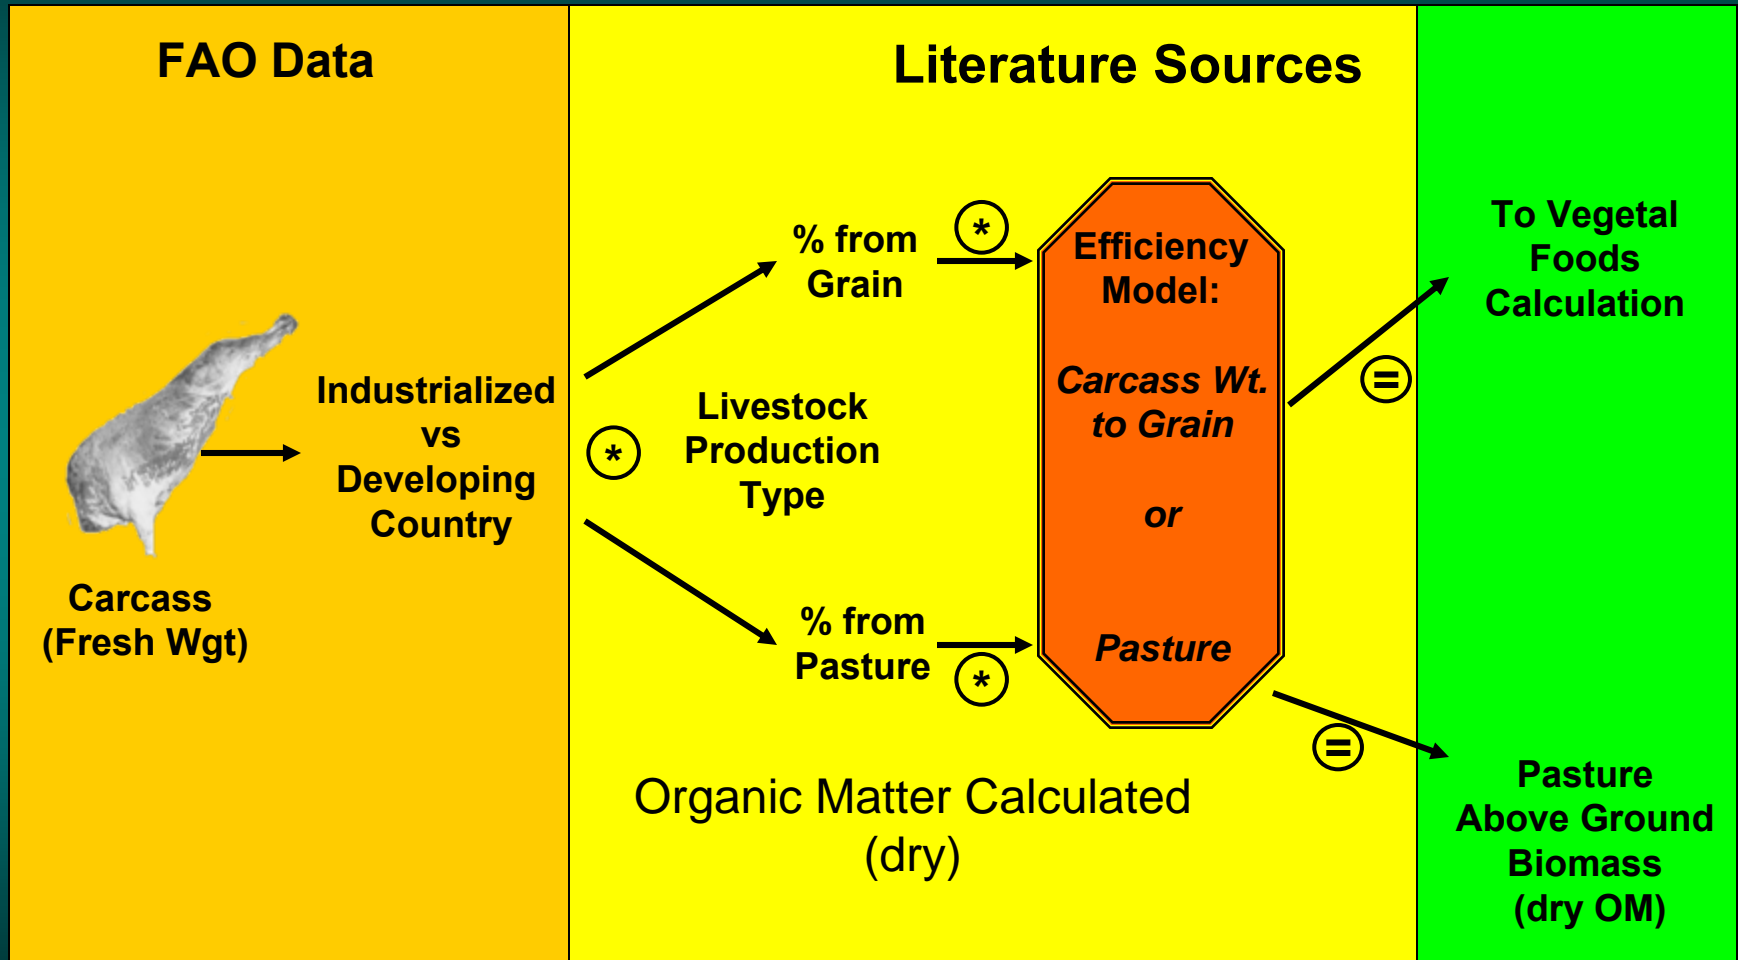 FAO Data
Literature Sources
Carcass
(Fresh Wgt)
Industrialized
vs
Developing
Country
*
Livestock
Production
Type
% from
Grain
*
% from
Pasture
*
Efficiency
Model:
Carcass Wt.
to Grain
or
Pasture
Organic Matter Calculated
(dry)
=
To Vegetal
Foods
Calculation
=
Pasture
Above Ground
Biomass
(dry OM)